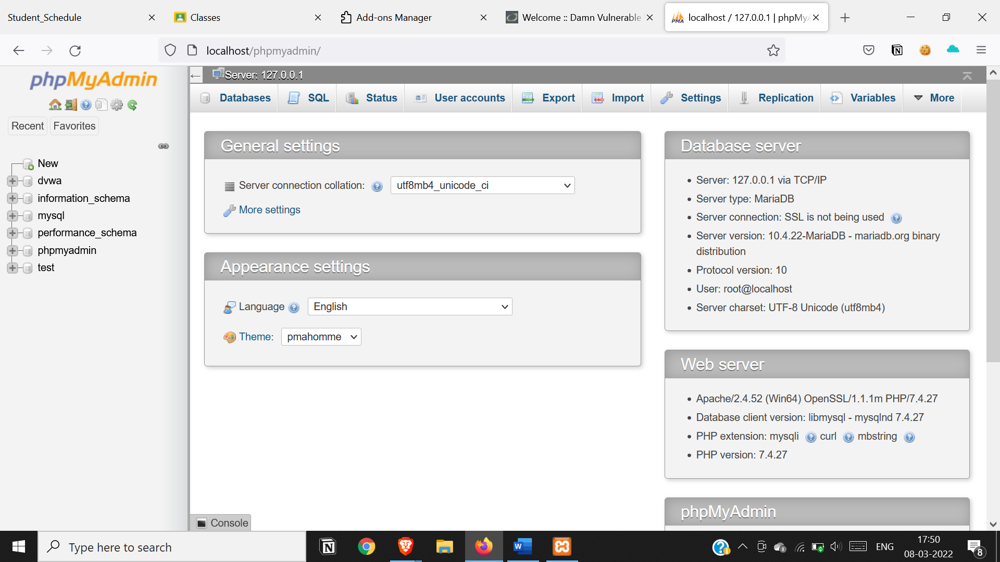 Student_Schedule
Classes
Add-ons Manager
Welcome :: Damn Vulnerable
localhost / 127.0.0.1 | phpMy
localhost/phpmyadmin/
phpMyAdmin
Recent
Favorites
New
dvwa
information_schema
mysql
performance_schema
phpmyadmin
test
Server: 127.0.0.1
Databases
SQL
Status
User accounts
Export
Import
Settings
Replication
Variables
More
General settings
Server connection collation:
utf8mb4_unicode_ci
More settings
Appearance settings
Language
English
Theme:
pmahomme
Database server
Server: 127.0.0.1 via TCP/IP
Server type: MariaDB
Server connection: SSL is not being used
Server version: 10.4.22-MariaDB - mariadb.org binary
distribution
Protocol version: 10
User: root@localhost
Server charset: UTF-8 Unicode (utf8mb4)
Web server
Apache/2.4.52 (Win64) OpenSSL/1.1.1m PHP/7.4.27
Database client version: libmysql - mysqlnd 7.4.27
PHP extension: mysqli curl mbstring
PHP version: 7.4.27
phpMyAdmin
Console
Type here to search
ENG
17:50
08-03-2022
8